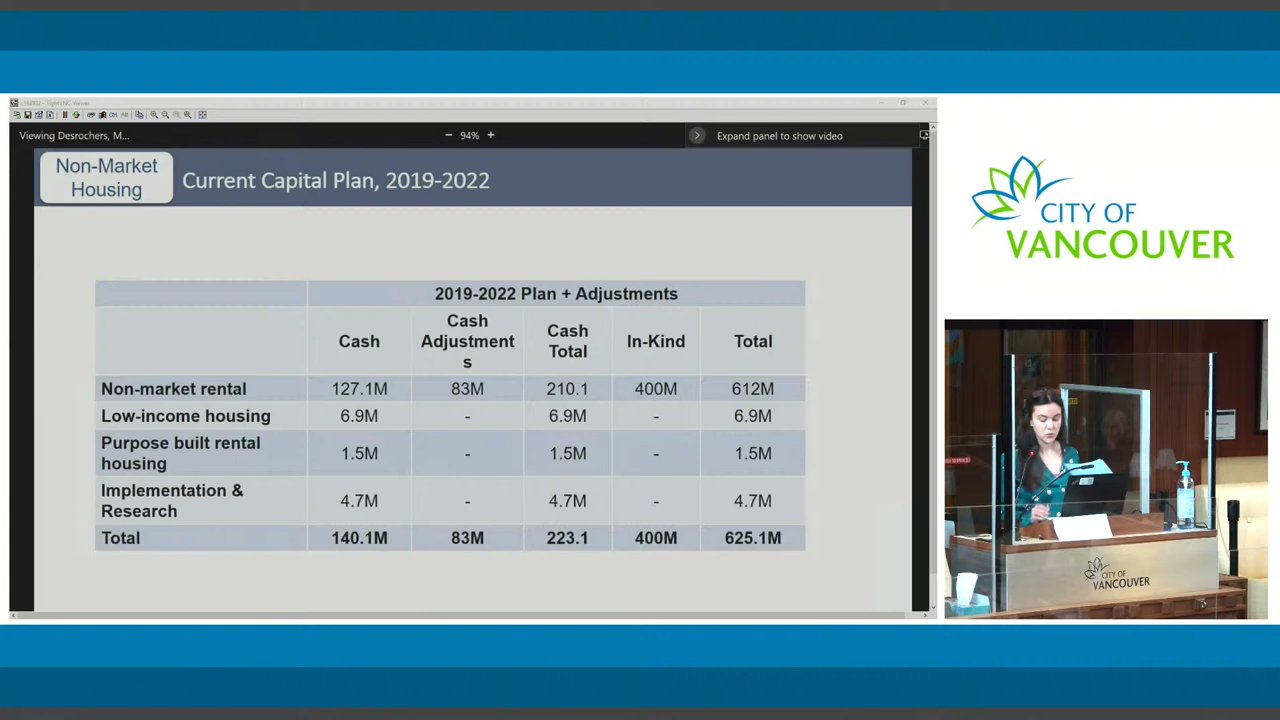 Viewing Desrochers, M...
94%
Expand panel to show video
Non-Market
Housing
Current Capital Plan, 2019-2022
2019-2022 Plan + Adjustments
Cash
Cash
Adjustment
s
Cash
Total
In-Kind
Total
Non-market rental 127.1M 83M 210.1 400M 612M
Low-income housing 6.9M - 6.9M - 6.9M
Purpose built rental
housing 1.5M - 1.5M - 1.5M
Implementation &
Research 4.7M - 4.7M - 4.7M
Total 140.1M 83M 223.1 400M 625.1M
CITY OF
VANCOUVER
CITY OF
VANCOUVER